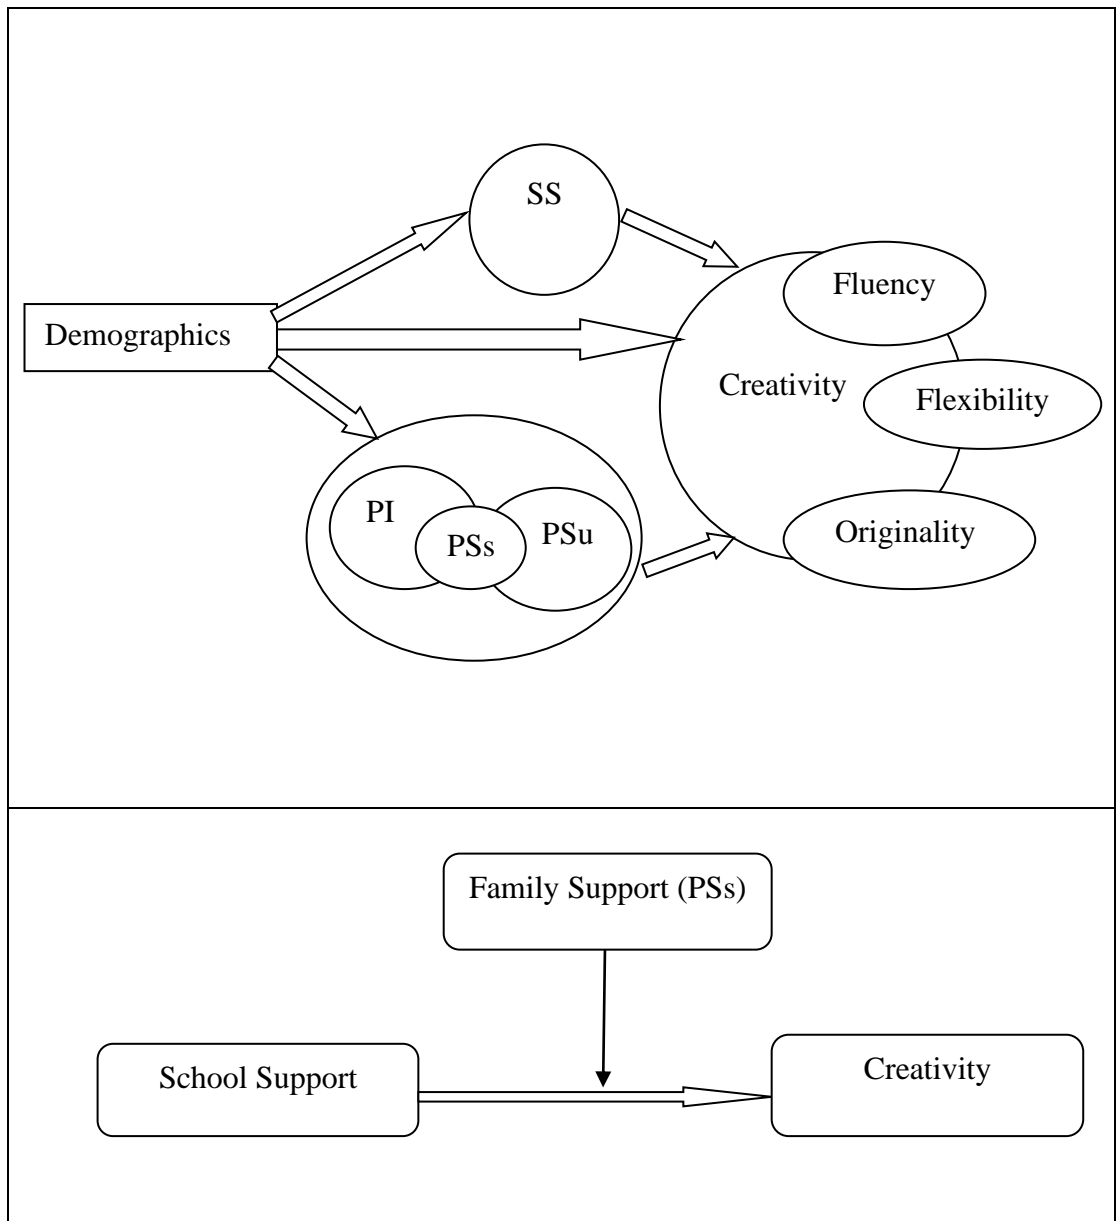 SS
Fluency
Demographics
Creativity
Flexibility
PI
PSs
PSu
Originality
Family Support (PSs)
School Support
Creativity